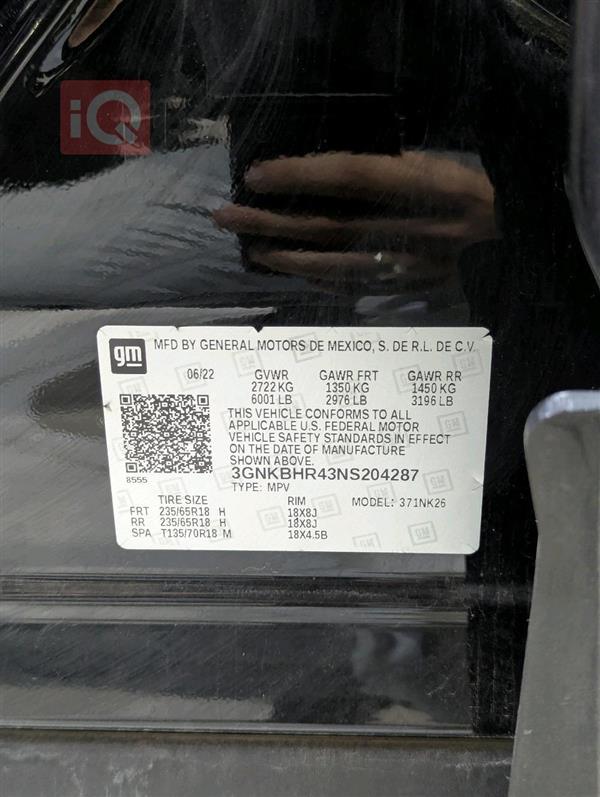 iQ
gm
MFD BY GENERAL MOTORS DE MEXICO, S. DE R.L. DE C.V.
06/22 GVWR GAWR FRT GAWR RR
2722 KG 1350 KG 1450 KG
6001 LB 2976 LB 3196 LB
THIS VEHICLE CONFORMS TO ALL
APPLICABLE U.S. FEDERAL MOTOR
VEHICLE SAFETY STANDARDS IN EFFECT
ON THE DATE OF MANUFACTURE
SHOWN ABOVE.
8555
3GNKBHR43NS204287
TYPE: MPV
TIRE SIZE RIM MODEL: 371NK26
FRT 235/65R18 H 18X8J
RR 235/65R18 H 18X8J
SPA T135/70R18 M 18X4.5B